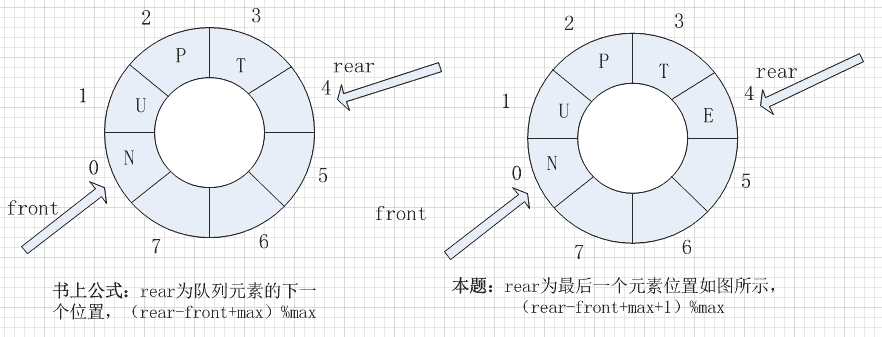 2
3
P
T
rear
4
1
U
0
N
5
front
7
6
书上公式：rear为队列元素的下一
个位置，（rear-front+max）%max
2
3
P
T
rear
4
1
U
E
0
N
5
front
7
6
本题：rear为最后一个元素位置如图所示，
（rear-front+max+1）%max